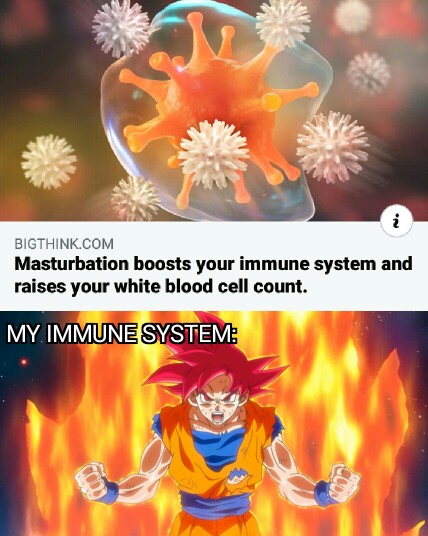 i
BIGTHINK.COM
Masturbation boosts your immune system and
raises your white blood cell count.
MY IMMUNE SYSTEM: